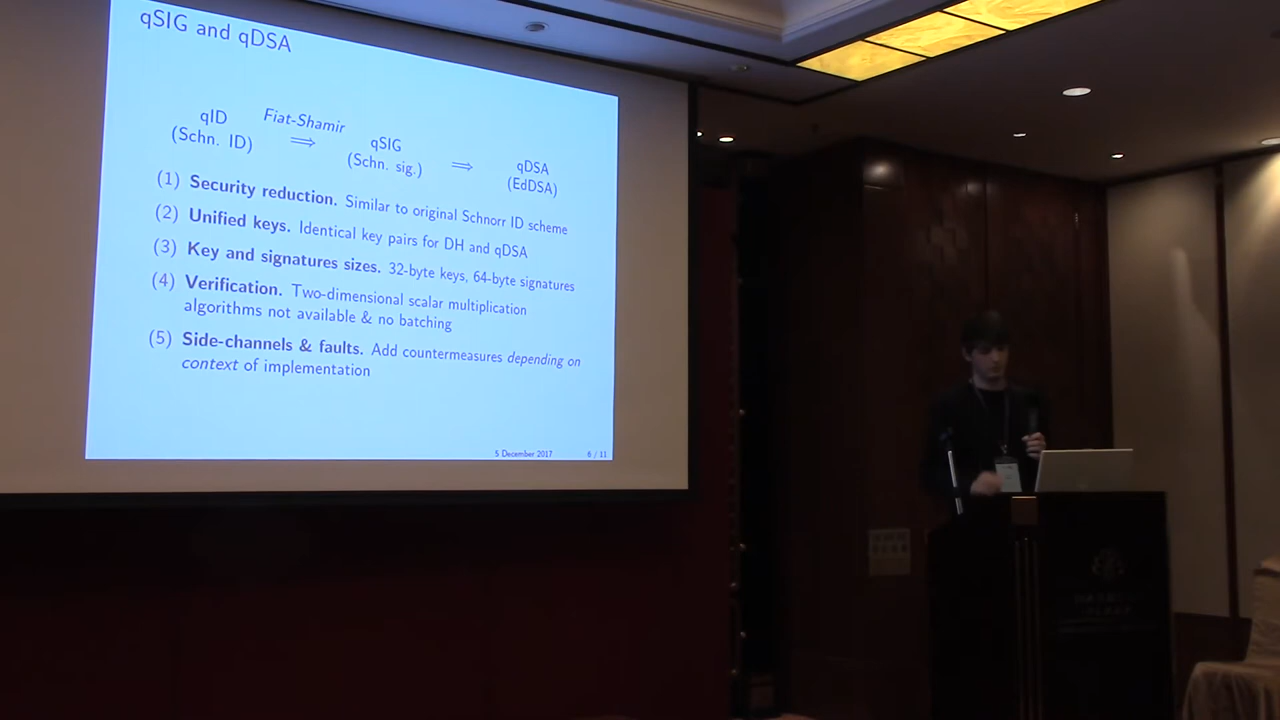 qSIG and qDSA
qID
(Schn. ID)
Fiat-Shamir
⟹
qSIG
(Schn. sig.)
⟹
qDSA
(EdDSA)
(1) Security reduction. Similar to original Schnorr ID scheme
(2) Unified keys. Identical key pairs for DH and qDSA
(3) Key and signatures sizes. 32-byte keys, 64-byte signatures
(4) Verification. Two-dimensional scalar multiplication
algorithms not available & no batching
(5) Side-channels & faults. Add countermeasures depending on
context of implementation
5 December 2017
6 / 11